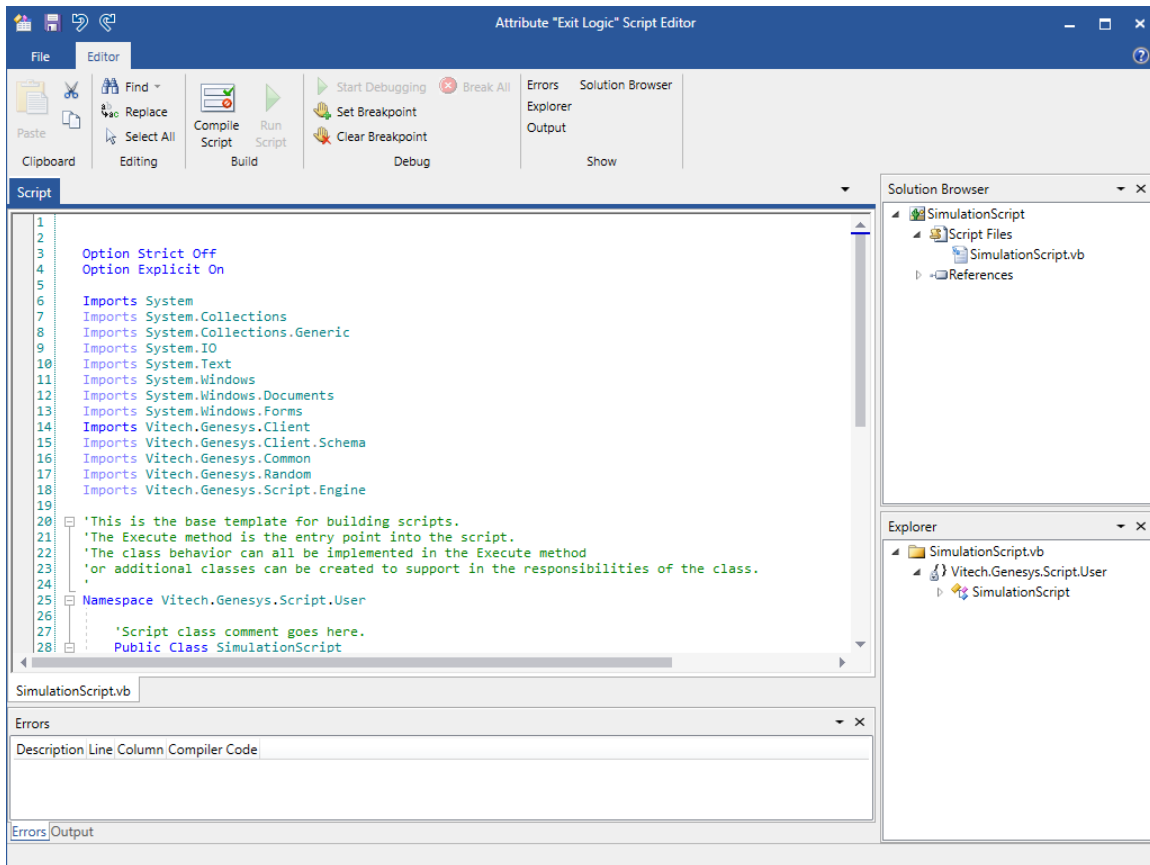 Attribute "Exit Logic" Script Editor
File Editor
Paste
Clipboard
Find
Replace
Select All
Editing
Compile Script
Run Script
Build
Start Debugging Break All
Set Breakpoint
Clear Breakpoint
Debug
Errors Solution Browser
Explorer
Output
Show
Script
1
2
3 Option Strict Off
4 Option Explicit On
5
6 Imports System
7 Imports System.Collections
8 Imports System.Collections.Generic
9 Imports System.IO
10 Imports System.Text
11 Imports System.Windows
12 Imports System.Windows.Documents
13 Imports System.Windows.Forms
14 Imports Vitech.Genesys.Client
15 Imports Vitech.Genesys.Client.Schema
16 Imports Vitech.Genesys.Common
17 Imports Vitech.Genesys.Random
18 Imports Vitech.Genesys.Script.Engine
19
20 'This is the base template for building scripts.
21 'The Execute method is the entry point into the script.
22 'The class behavior can all be implemented in the Execute method
23 'or additional classes can be created to support in the responsibilities of the class.
24 '
25 Namespace Vitech.Genesys.Script.User
26
27 'Script class comment goes here.
28 Public Class SimulationScript
SimulationScript.vb
Errors
Description Line Column Compiler Code
Errors Output
Solution Browser
SimulationScript
Script Files
SimulationScript.vb
References
Explorer
SimulationScript.vb
Vitech.Genesys.Script.User
SimulationScript